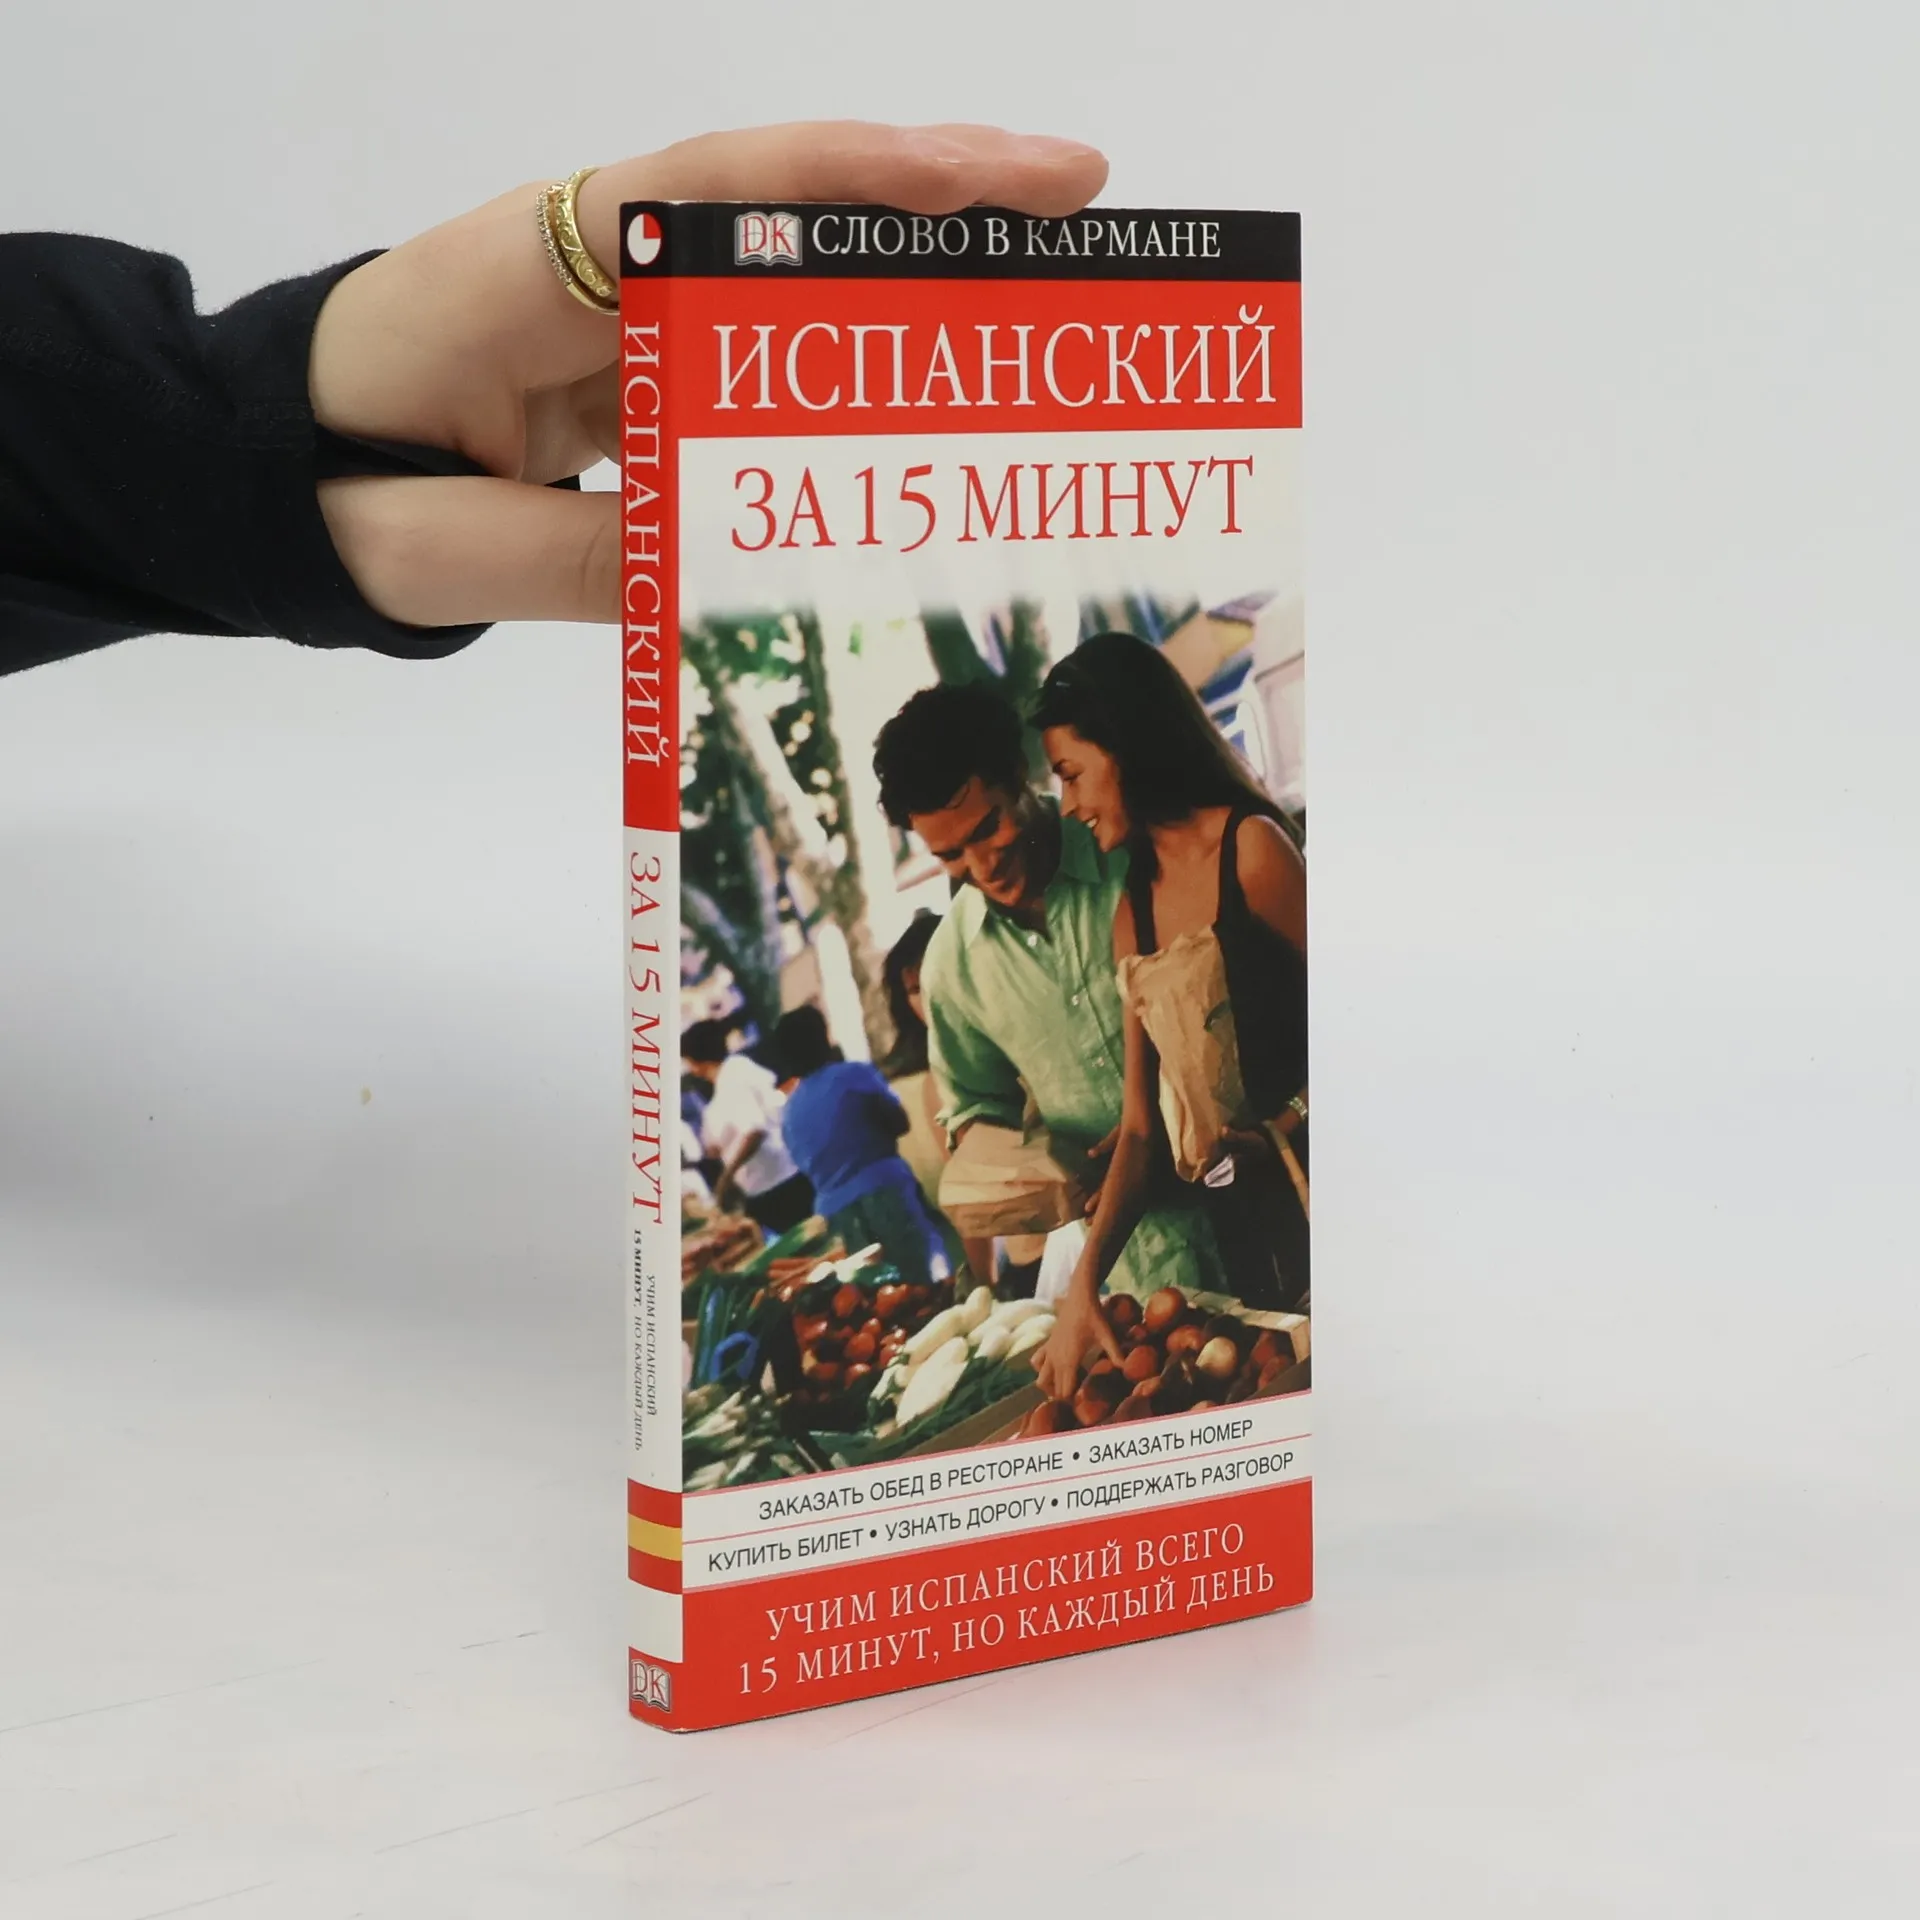 DK СЛОВО В КАРМАНЕ
ИСПАНСКИЙ
ЗА 15 МИНУТ
ЗАКАЗАТЬ ОБЕД В РЕСТОРАНЕ • ЗАКАЗАТЬ НОМЕР
КУПИТЬ БИЛЕТ • УЗНАТЬ ДОРОГУ • ПОДДЕРЖАТЬ РАЗГОВОР
УЧИМ ИСПАНСКИЙ ВСЕГО
15 МИНУТ, НО КАЖДЫЙ ДЕНЬ
ИСПАНСКИЙ ЗА 15 МИНУТ
УЧИМ ИСПАНСКИЙ
15 МИНУТ, НО КАЖДЫЙ ДЕНЬ
DK